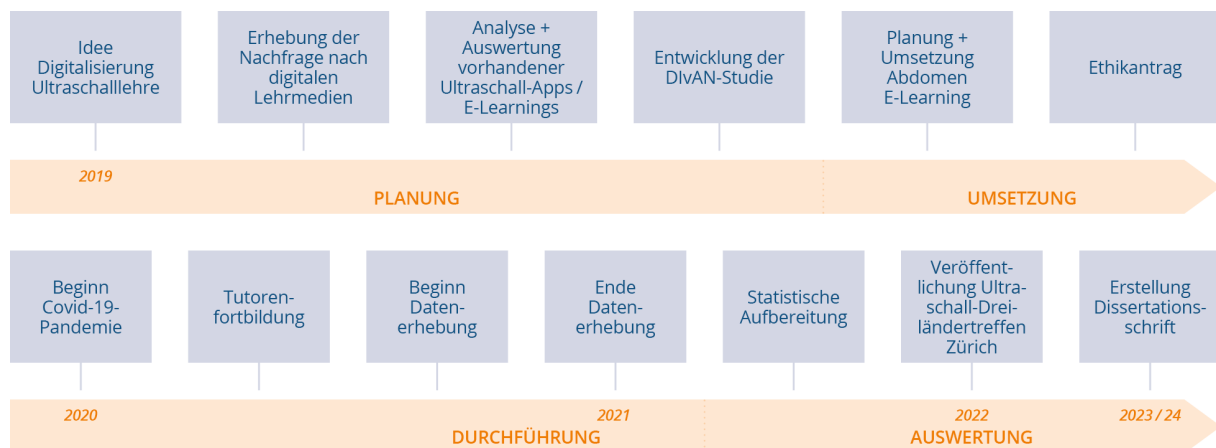 Idee
Digitalisierung
Ultraschalllehre
Erhebung der
Nachfrage nach
digitalen
Lehrmedien
Analyse +
Auswertung
vorhandener
Ultraschall-Apps /
E-Learnings
Entwicklung der
DIvAN-Studie
Planung +
Umsetzung
Abdomen
E-Learning
Ethikantrag
2019
PLANUNG
UMSETZUNG
Beginn
Covid-19-
Pandemie
Tutoren-
fortbildung
Beginn
Daten-
erhebung
Ende
Daten-
erhebung
Statistische
Aufbereitung
Veröffent-
lichung Ultra-
schall-Drei-
ländertreffen
Zürich
Erstellung
Dissertations-
schrift
2020
2021
2022
2023 / 24
DURCHFÜHRUNG
AUSWERTUNG